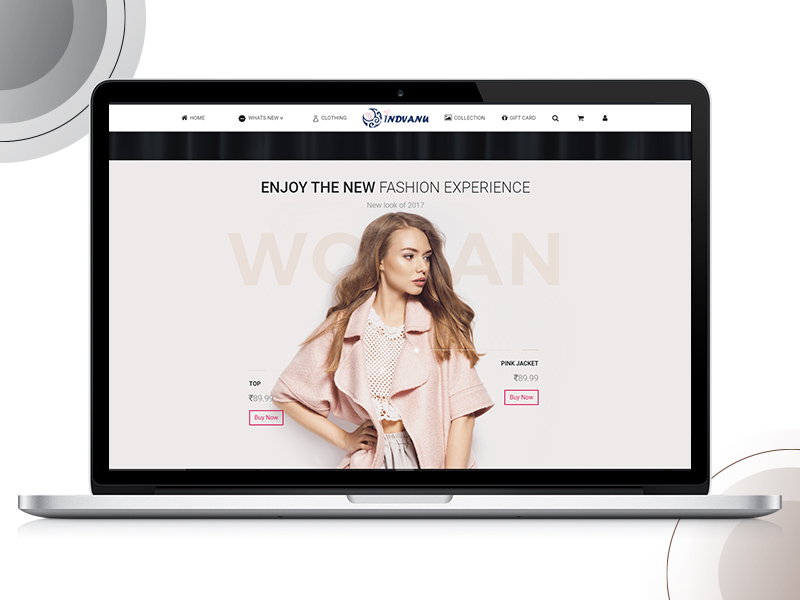 HOME WHATS NEW CLOTHING INDVANU COLLECTION GIFT CARD
ENJOY THE NEW FASHION EXPERIENCE
New look of 2017
WOMAN
PINK JACKET
₹89.99
Buy Now
TOP
₹89.99
Buy Now